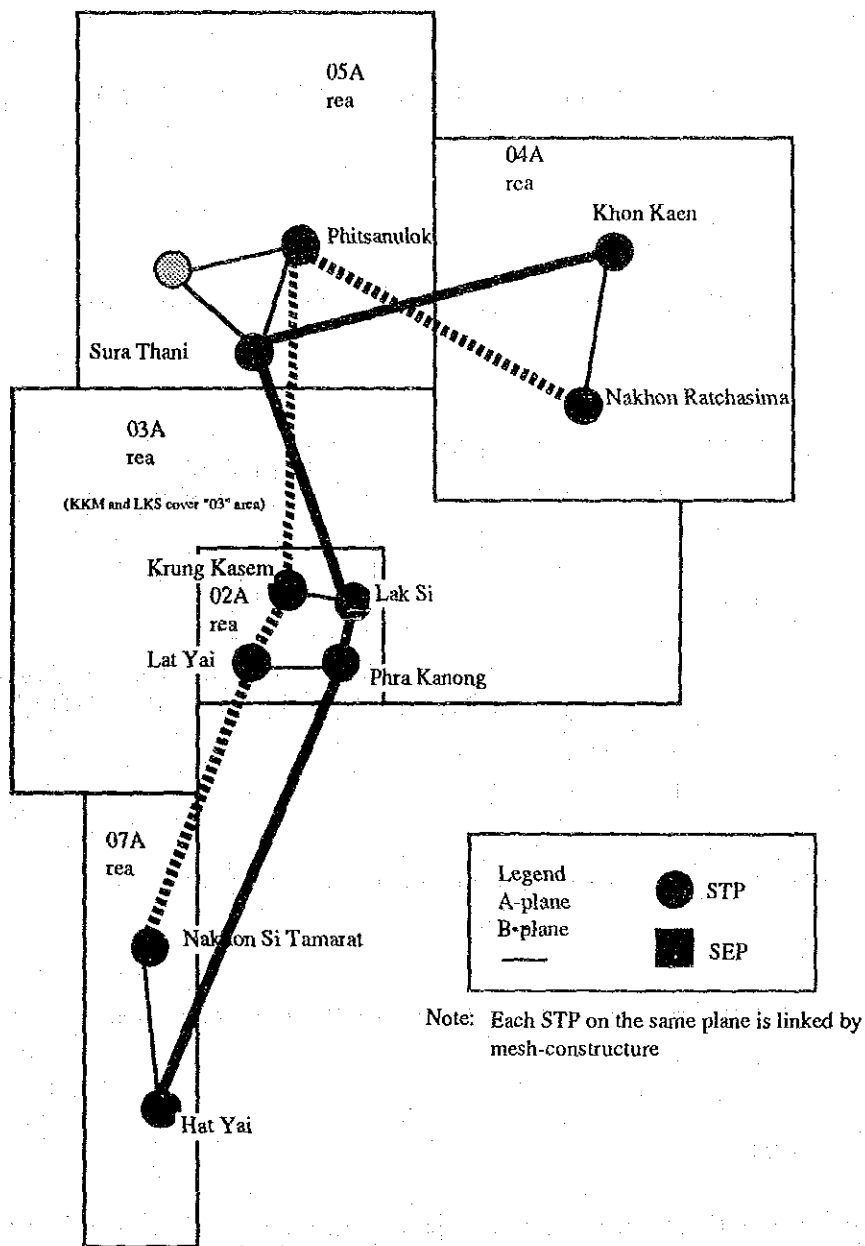 05A
rea
04A
rea
Khon Kaen
Phitsanulok
Sura Thani
Nakhon Ratchasima
03A
rea
(KKM and LKS cover "03" area)
Krung Kasem
02A
rea
Lak Si
Lat Yai
Phra Kanong
07A
rea
Nakhon Si Tamarat
Hat Yai
Legend
A-plane
B-plane
STP
SEP
Note: Each STP on the same plane is linked by
mesh-constructure